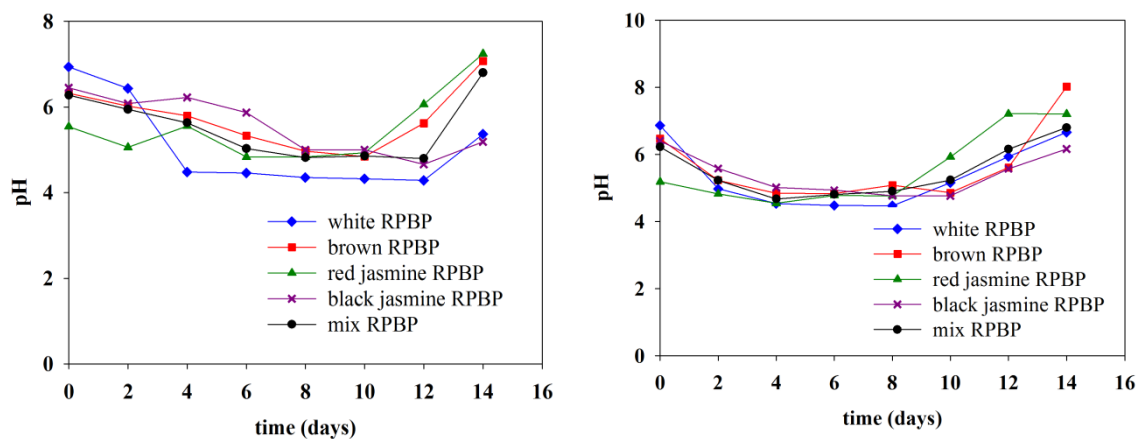 8
6
4
2
0
pH
0 2 4 6 8 10 12 14 16
time (days)
white RPBP
brown RPBP
red jasmine RPBP
black jasmine RPBP
mix RPBP
10
8
6
4
2
0
pH
0 2 4 6 8 10 12 14 16
time (days)
white RPBP
brown RPBP
red jasmine RPBP
black jasmine RPBP
mix RPBP